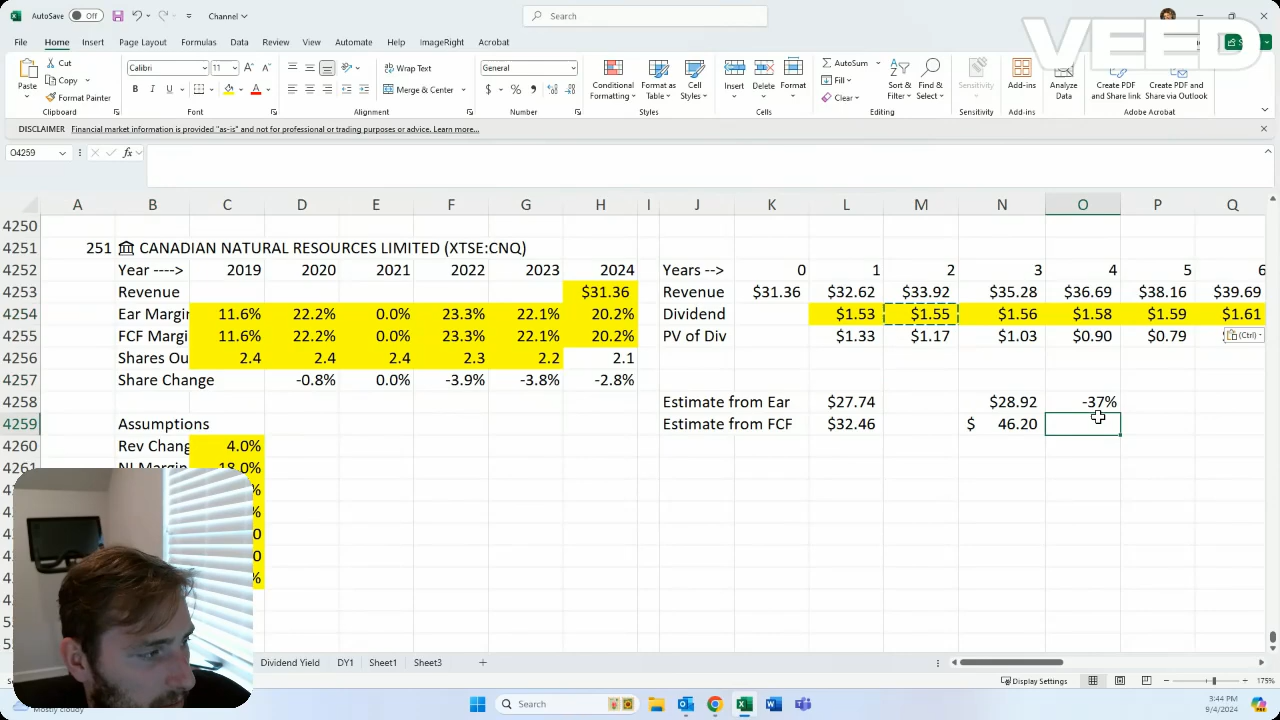 AutoSave Off Channel Search
VEED
File Home Insert Page Layout Formulas Data Review View Automate Help ImageRight Acrobat
Paste Cut Copy Format Painter Clipboard
Calibri 11 Font
Wrap Text Merge & Center Alignment
General Number
Conditional Formatting Format as Table Cell Styles Styles
Insert Delete Format Cells
AutoSum Fill Clear Sort & Filter Find & Select Editing
Sensitivity Sensitivity
Add-ins Add-ins
Analyze Data
Create PDF and Share link Create PDF and Share via Outlook Adobe Acrobat
DISCLAIMER Financial market information is provided "as-is" and not for professional or trading purposes or advice. Learn more...
O4259 fx
A B C D E F G H I J K L M N O P Q
4250
4251 251 CANADIAN NATURAL RESOURCES LIMITED (XTSE:CNQ)
4252 Year ----> 2019 2020 2021 2022 2023 2024 Years --> 0 1 2 3 4 5 6
4253 Revenue $31.36 Revenue $31.36 $32.62 $33.92 $35.28 $36.69 $38.16 $39.69
4254 Ear Margin 11.6% 22.2% 0.0% 23.3% 22.1% 20.2% Dividend $1.53 $1.55 $1.56 $1.58 $1.59 $1.61
4255 FCF Margi 11.6% 22.2% 0.0% 23.3% 22.1% 20.2% PV of Div $1.33 $1.17 $1.03 $0.90 $0.79 (Ctrl)
4256 Shares Ou 2.4 2.4 2.4 2.3 2.2 2.1
4257 Share Change -0.8% 0.0% -3.9% -3.8% -2.8%
4258 Estimate from Ear $27.74 $28.92 -37%
4259 Assumptions Estimate from FCF $32.46 $ 46.20
4260 Rev Chang 4.0%
4261 NI Margin 18.0%
Dividend Yield DY1 Sheet1 Sheet3
Display Settings 175%
Mostly cloudy
Search
3:44 PM
9/4/2024